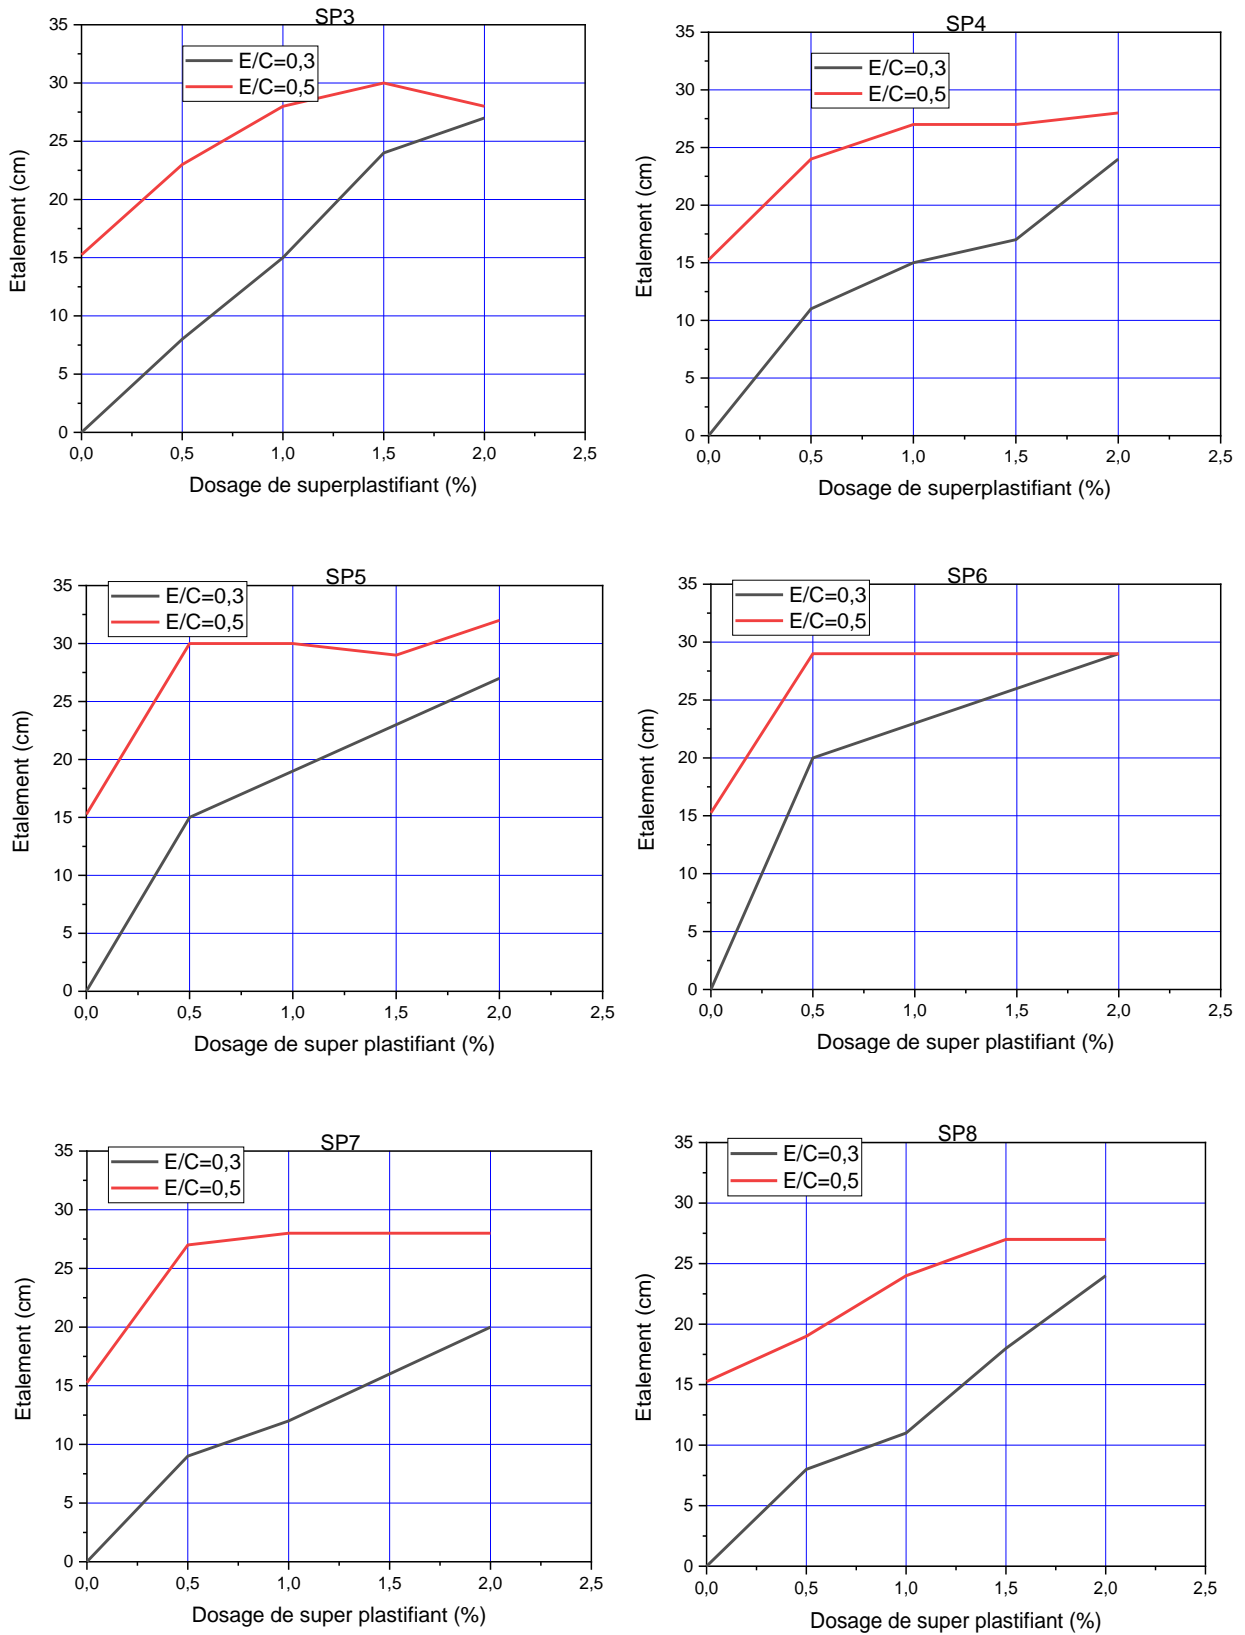 SP3
E/C=0,3
E/C=0,5
35
30
25
20
15
10
5
0
0,0 0,5 1,0 1,5 2,0 2,5
Etalement (cm)
Dosage de superplastifiant (%)
SP4
E/C=0,3
E/C=0,5
35
30
25
20
15
10
5
0
0,0 0,5 1,0 1,5 2,0 2,5
Etalement (cm)
Dosage de superplastifiant (%)
SP5
E/C=0,3
E/C=0,5
35
30
25
20
15
10
5
0
0,0 0,5 1,0 1,5 2,0 2,5
Etalement (cm)
Dosage de super plastifiant (%)
SP6
E/C=0,3
E/C=0,5
35
30
25
20
15
10
5
0
0,0 0,5 1,0 1,5 2,0 2,5
Etalement (cm)
Dosage de super plastifiant (%)
SP7
E/C=0,3
E/C=0,5
35
30
25
20
15
10
5
0
0,0 0,5 1,0 1,5 2,0 2,5
Etalement (cm)
Dosage de super plastifiant (%)
SP8
E/C=0,3
E/C=0,5
35
30
25
20
15
10
5
0
0,0 0,5 1,0 1,5 2,0 2,5
Etalement (cm)
Dosage de super plastifiant (%)